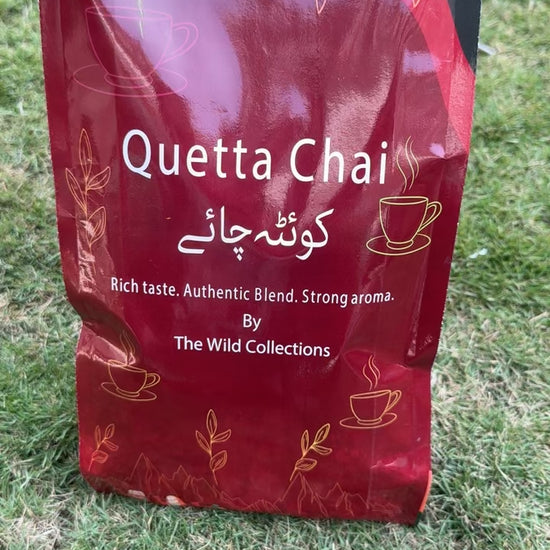 Quetta Chai
کوئٹہ چائے
Rich taste. Authentic Blend. Strong aroma.
By
The Wild Collections